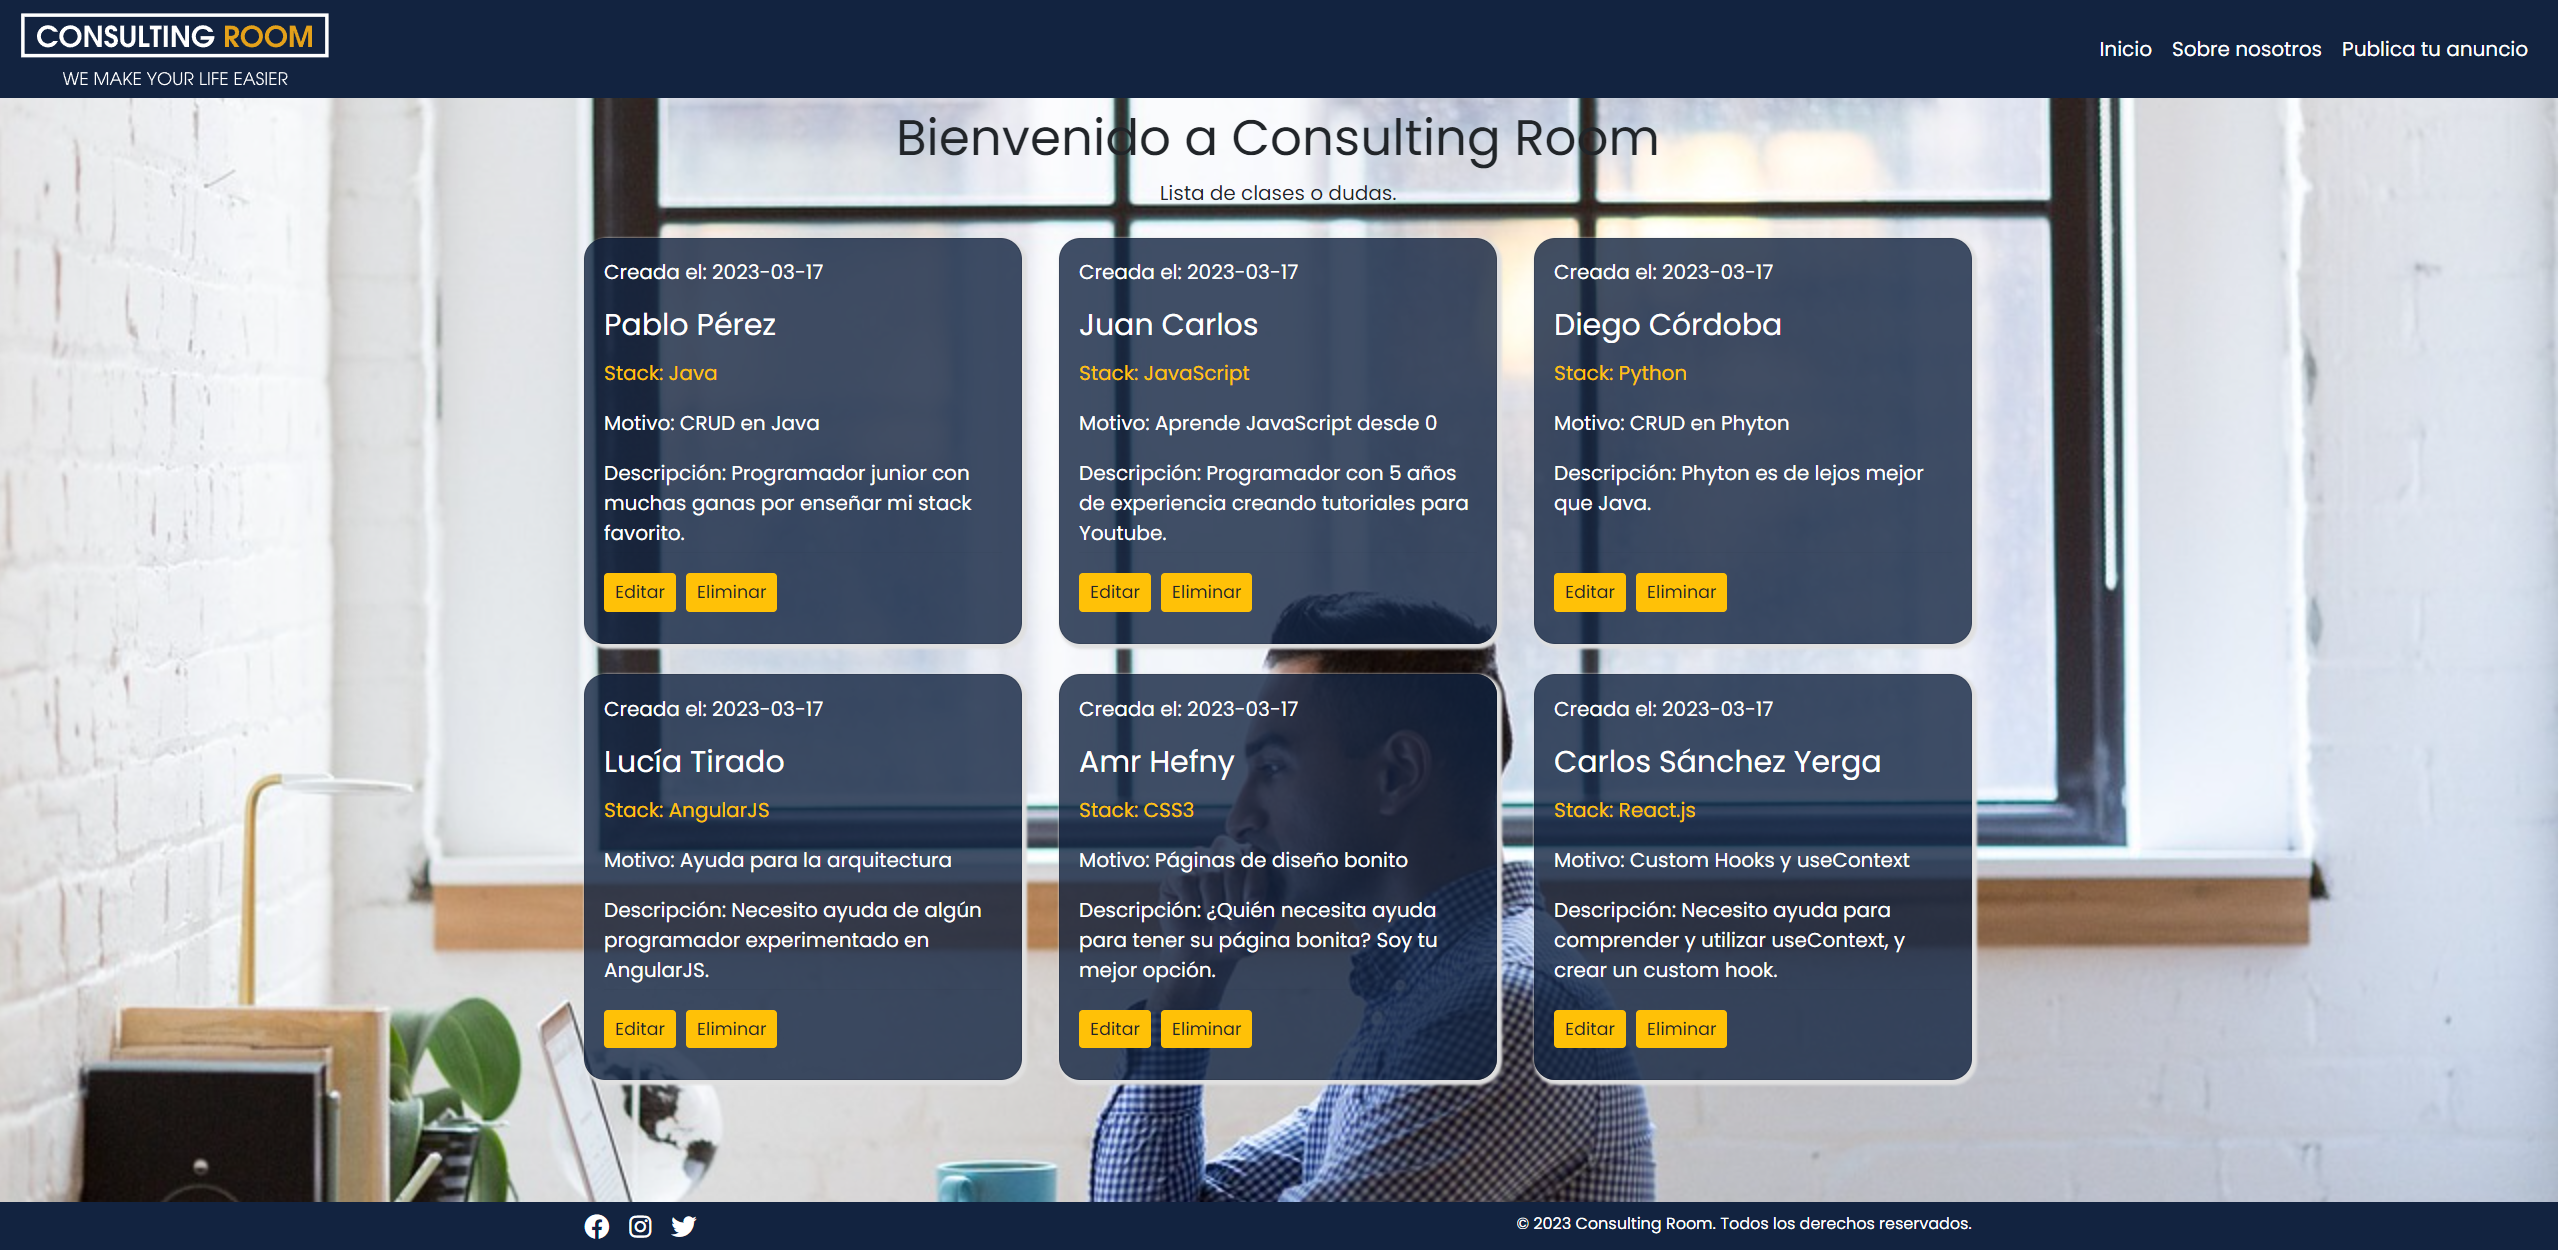 CONSULTING ROOM
WE MAKE YOUR LIFE EASIER
Inicio Sobre nosotros Publica tu anuncio
Bienvenido a Consulting Room
Lista de clases o dudas.
Creada el: 2023-03-17
Pablo Pérez
Stack: Java
Motivo: CRUD en Java
Descripción: Programador junior con
muchas ganas por enseñar mi stack
favorito.
Editar Eliminar
Creada el: 2023-03-17
Juan Carlos
Stack: JavaScript
Motivo: Aprende JavaScript desde 0
Descripción: Programador con 5 años
de experiencia creando tutoriales para
Youtube.
Editar Eliminar
Creada el: 2023-03-17
Diego Córdoba
Stack: Python
Motivo: CRUD en Phyton
Descripción: Phyton es de lejos mejor
que Java.
Editar Eliminar
Creada el: 2023-03-17
Lucía Tirado
Stack: AngularJS
Motivo: Ayuda para la arquitectura
Descripción: Necesito ayuda de algún
programador experimentado en
AngularJS.
Editar Eliminar
Creada el: 2023-03-17
Amr Hefny
Stack: CSS3
Motivo: Páginas de diseño bonito
Descripción: ¿Quién necesita ayuda
para tener su página bonita? Soy tu
mejor opción.
Editar Eliminar
Creada el: 2023-03-17
Carlos Sánchez Yerga
Stack: React.js
Motivo: Custom Hooks y useContext
Descripción: Necesito ayuda para
comprender y utilizar useContext, y
crear un custom hook.
Editar Eliminar
© 2023 Consulting Room. Todos los derechos reservados.